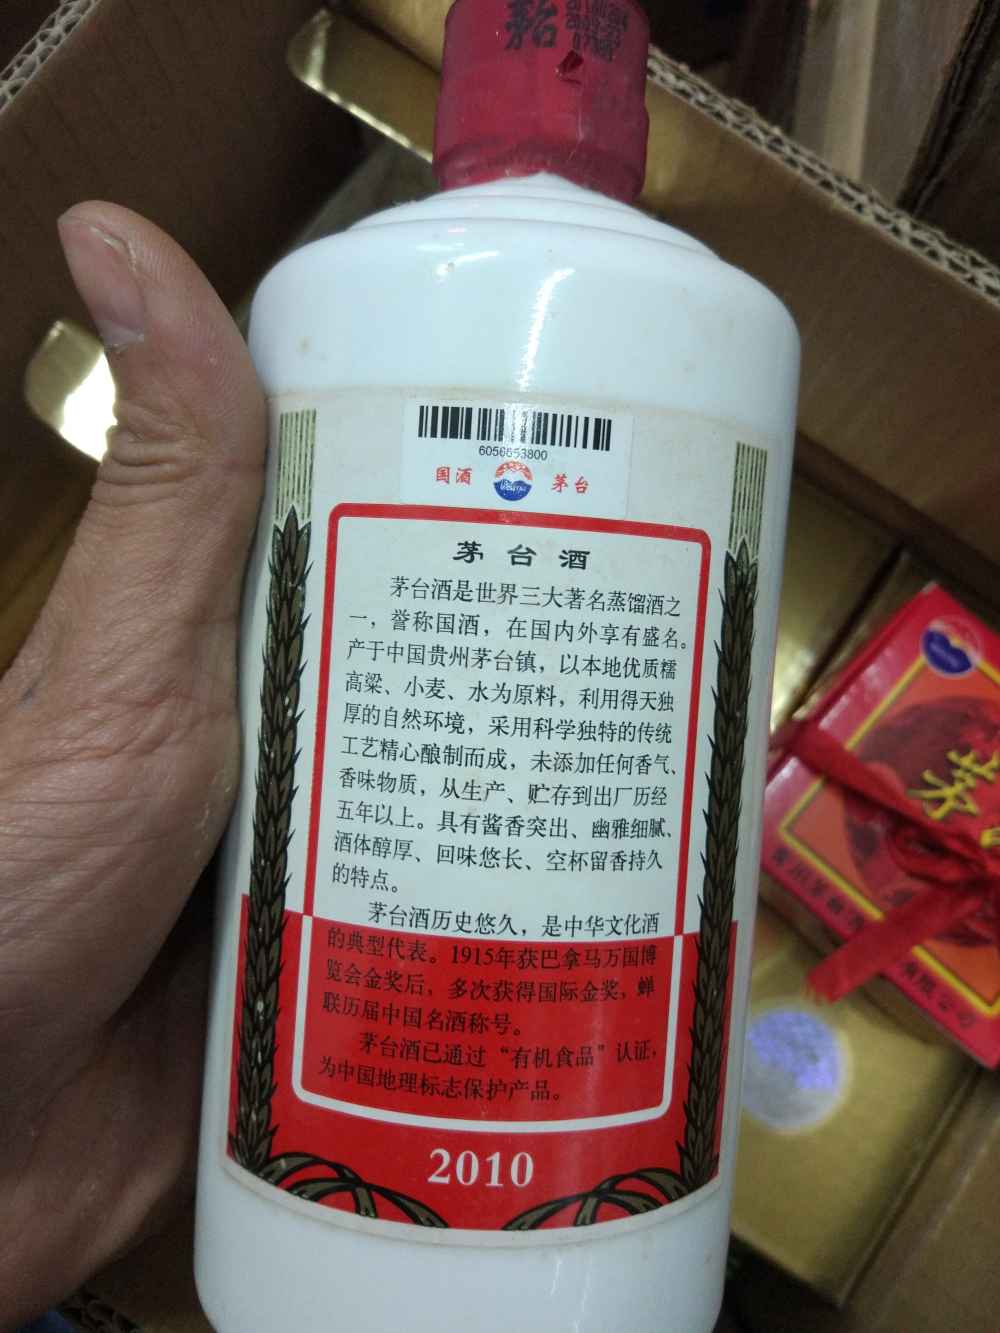 茅台
6056653800
国酒 茅台
茅台酒
茅台酒是世界三大著名蒸馏酒之
一，誉称国酒，在国内外享有盛名。
产于中国贵州茅台镇，以本地优质糯
高粱、小麦、水为原料，利用得天独
厚的自然环境，采用科学独特的传统
工艺精心酿制而成，未添加任何香气、
香味物质，从生产、贮存到出厂历经
五年以上。具有酱香突出、幽雅细腻、
酒体醇厚、回味悠长、空杯留香持久
的特点。
茅台酒历史悠久，是中华文化酒
的典型代表。1915年获巴拿马万国博
览会金奖后，多次获得国际金奖，蝉
联历届中国名酒称号。
茅台酒已通过“有机食品”认证，
为中国地理标志保护产品。
2010
茅
有限公司